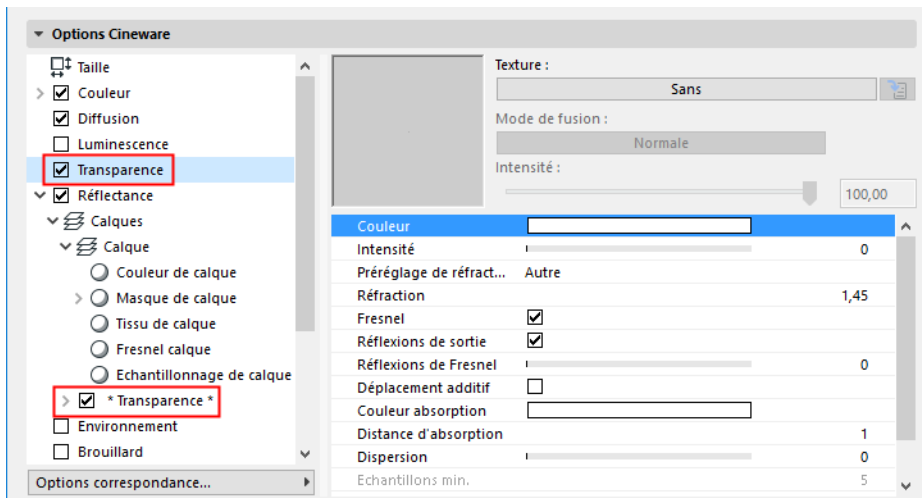 Options Cineware
Taille
Couleur
Diffusion
Luminescence
Transparence
Réflectance
Calques
Calque
Couleur de calque
Masque de calque
Tissu de calque
Fresnel calque
Echantillonnage de calque
* Transparence *
Environnement
Brouillard
Options correspondance...
Texture :
Sans
Mode de fusion :
Normale
Intensité :
100,00
Couleur
Intensité 0
Préréglage de réfract... Autre
Réfraction 1,45
Fresnel
Réflexions de sortie
Réflexions de Fresnel 0
Déplacement additif
Couleur absorption
Distance d'absorption 1
Dispersion 0
Echantillons min. 5